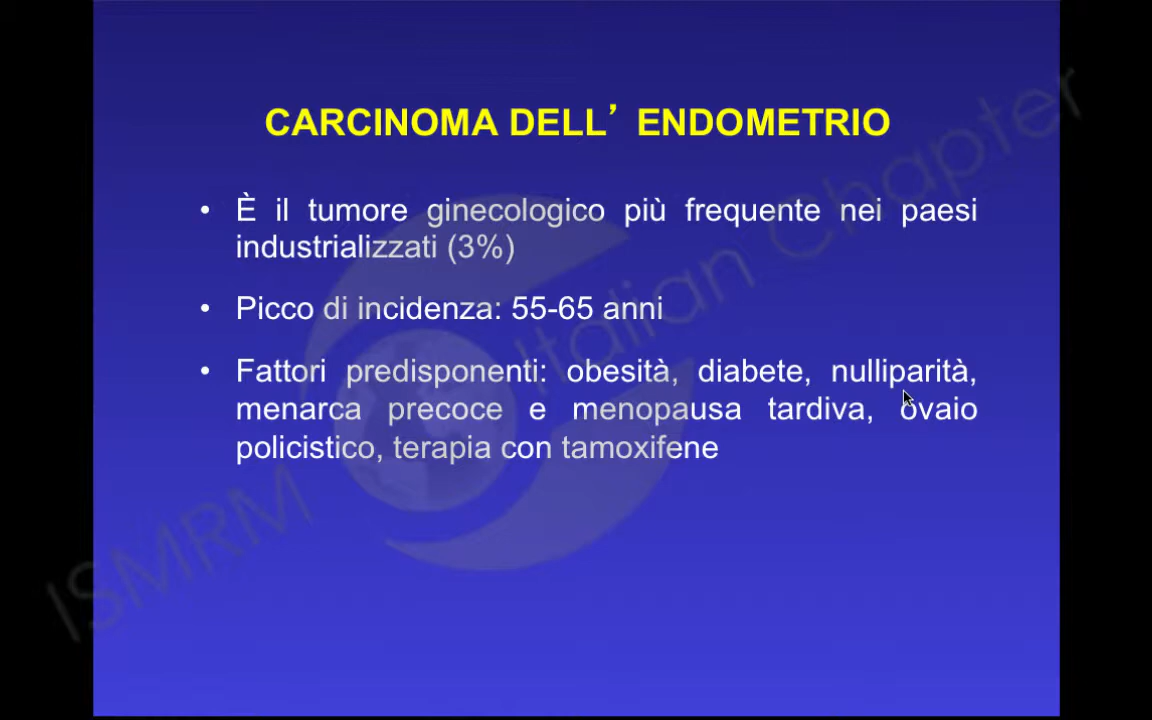 CARCINOMA DELL’ ENDOMETRIO
• È il tumore ginecologico più frequente nei paesi
industrializzati (3%)
• Picco di incidenza: 55-65 anni
• Fattori predisponenti: obesità, diabete, nulliparità,
menarca precoce e menopausa tardiva, ovaio
policistico, terapia con tamoxifene
ISMRM Italian Chapter